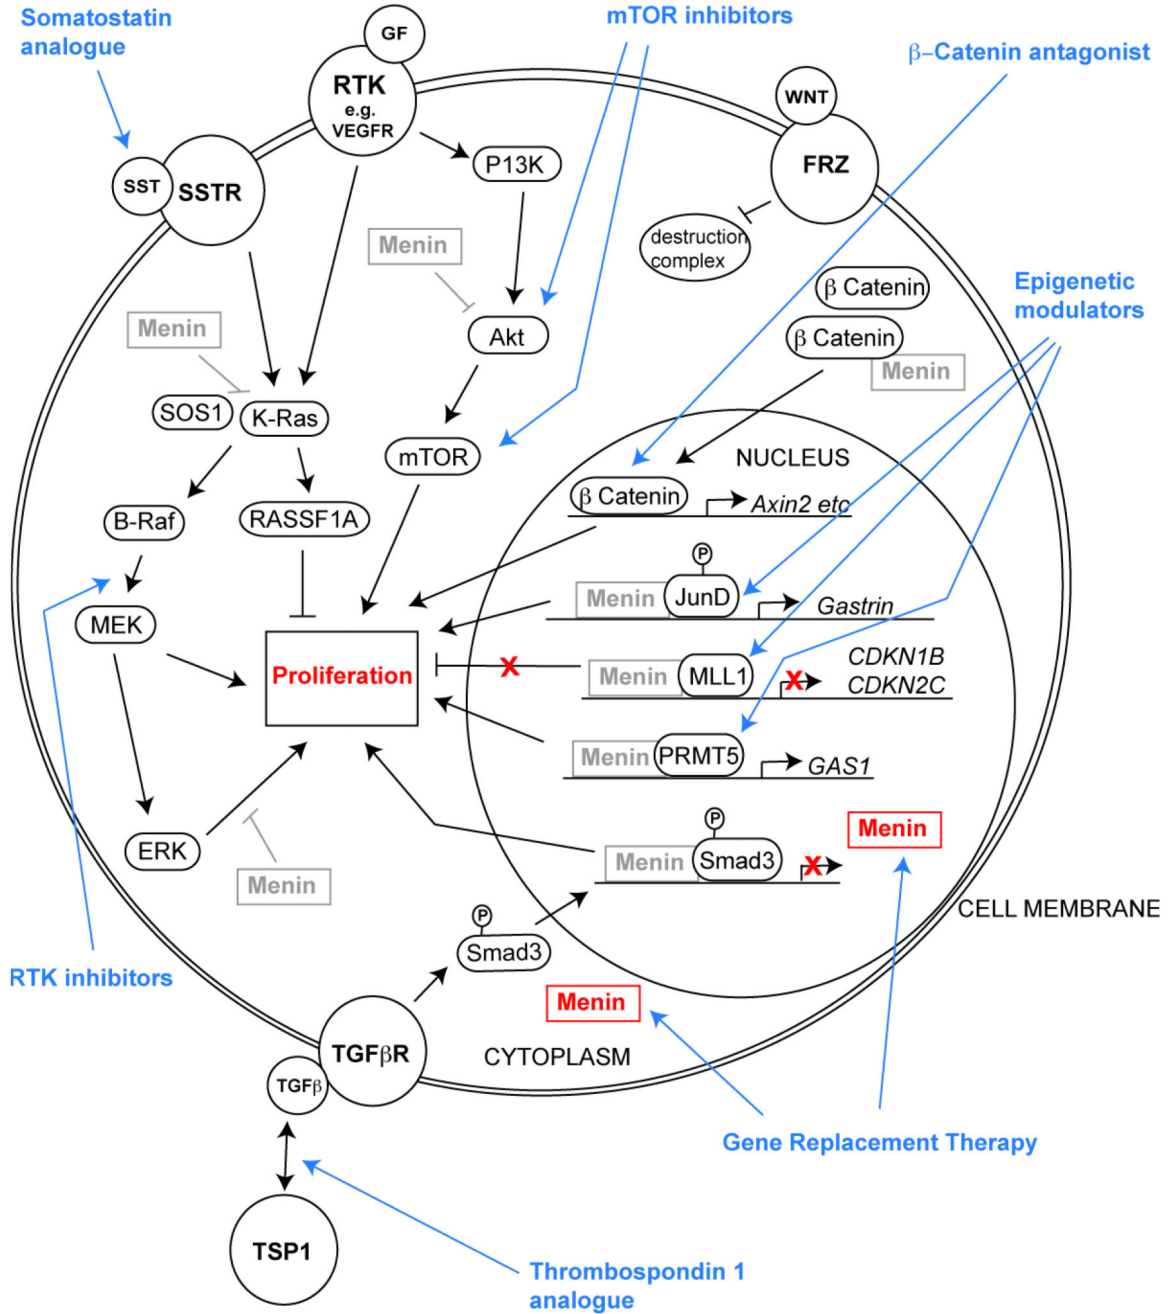 Somatostatin
analogue
mTOR inhibitors
β-Catenin antagonist
GF
RTK
e.g.
VEGFR
WNT
FRZ
P13K
SST
SSTR
destruction
complex
Menin
β Catenin
Epigenetic
modulators
Menin
Akt
β Catenin
Menin
SOS1
K-Ras
mTOR
NUCLEUS
β Catenin
Axin2 etc
B-Raf
RASSF1A
P
Menin
JunD
Gastrin
MEK
Proliferation
X
Menin
MLL1
X
CDKN1B
CDKN2C
Menin
PRMT5
GAS1
P
Menin
ERK
Menin
Smad3
X
Menin
CELL MEMBRANE
P
Smad3
RTK inhibitors
Menin
TGFβR
CYTOPLASM
TGFβ
Gene Replacement Therapy
TSP1
Thrombospondin 1
analogue